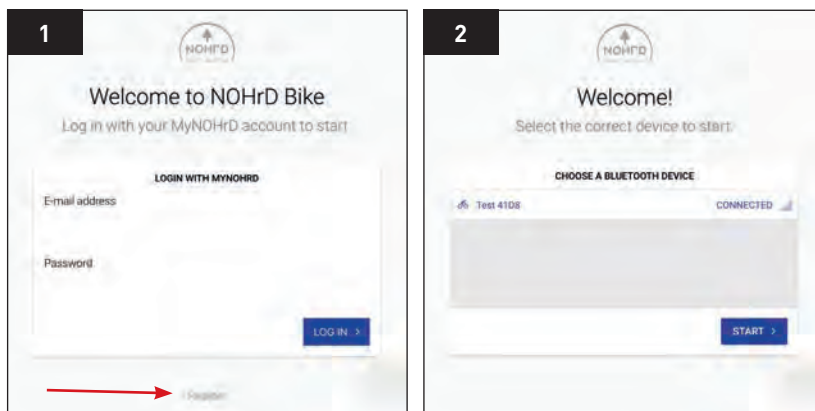 1
NOHrD
Welcome to NOHrD Bike
Log in with your MyNOHrD account to start
LOGIN WITH MYNOHRD
E-mail address
Password
LOG IN >
Register
2
NOHrD
Welcome!
Select the correct device to start.
CHOOSE A BLUETOOTH DEVICE
Test 41D8
CONNECTED
START >